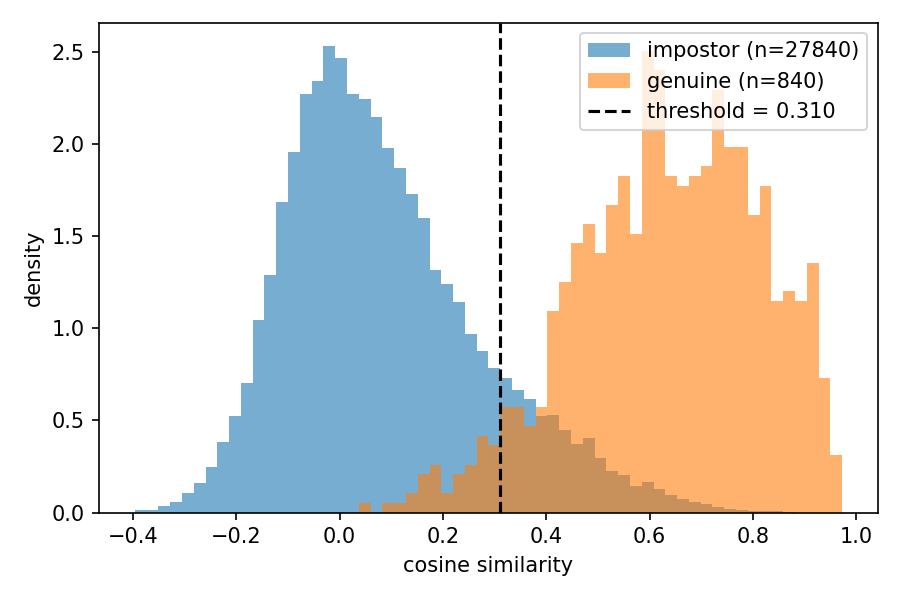 impostor (n=27840)
genuine (n=840)
threshold = 0.310
2.5
2.0
1.5
1.0
0.5
0.0
density
−0.4 −0.2 0.0 0.2 0.4 0.6 0.8 1.0
cosine similarity